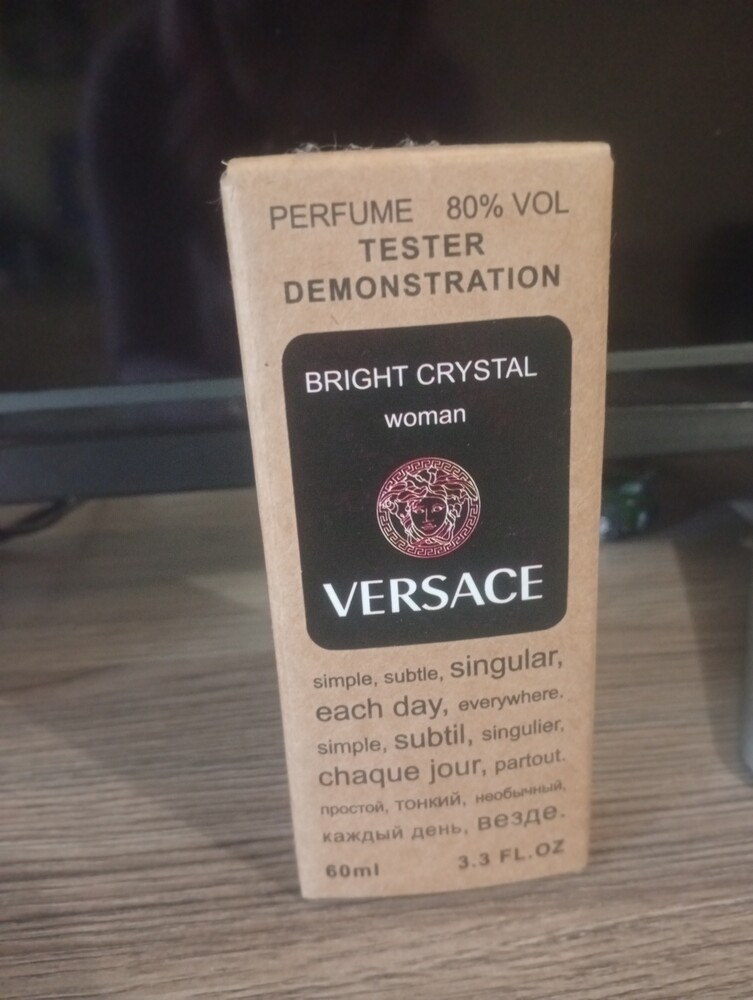 PERFUME 80% VOL
TESTER
DEMONSTRATION
BRIGHT CRYSTAL
woman
VERSACE
simple, subtle, singular,
each day, everywhere.
simple, subtil, singulier,
chaque jour, partout.
простой, тонкий, необычный,
каждый день, везде.
60ml 3.3 FL.OZ